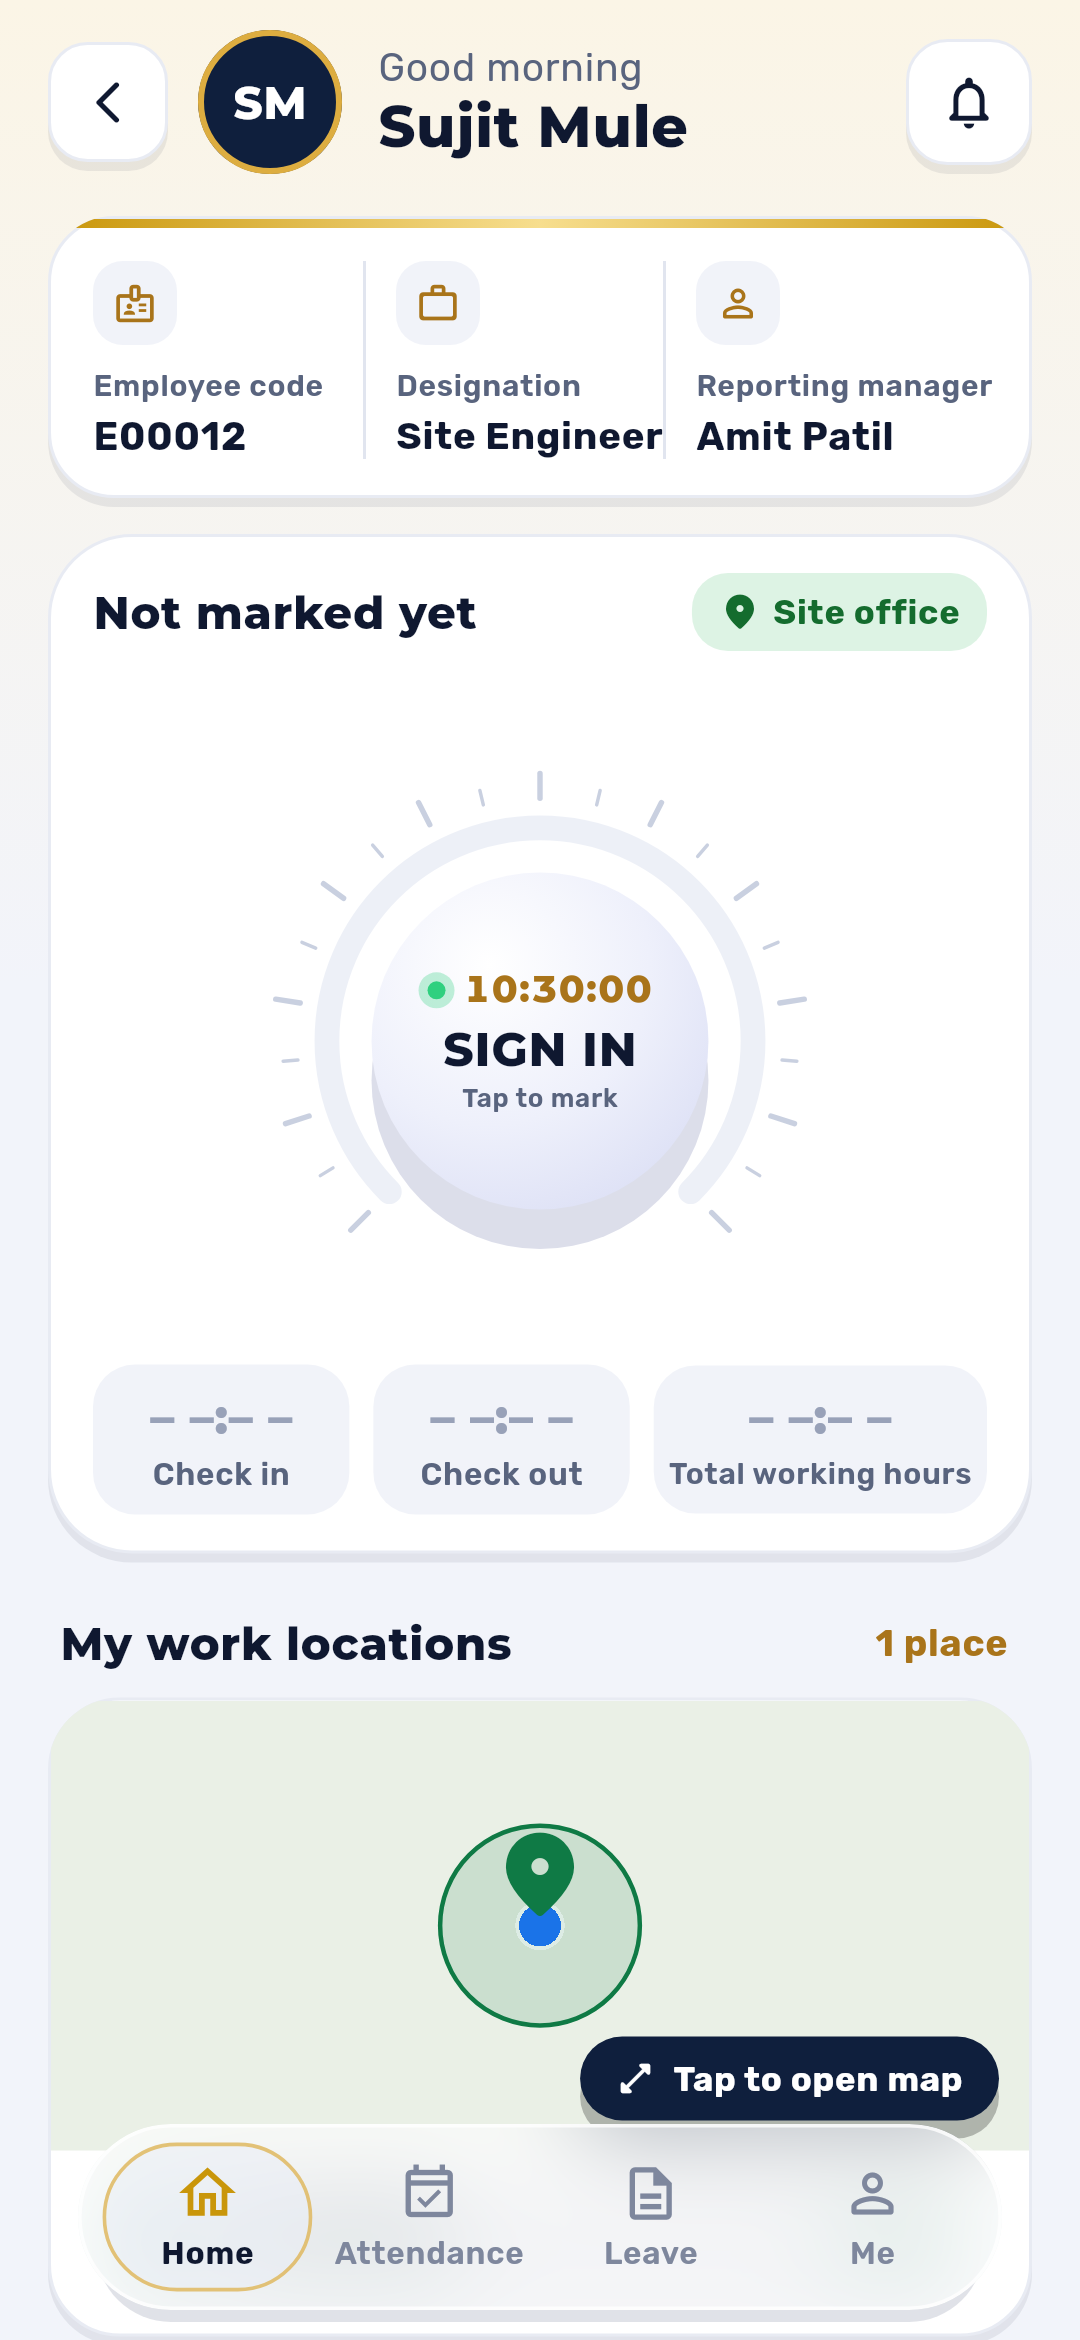 Good morning
SM
Sujit Mule
Employee code
Designation
Reporting manager
E00012
Site Engineer
Amit Patil
Not marked yet
Site office
10:30:00
SIGN IN
Tap to mark
--:--
--:--
--:--
Check in
Check out
Total working hours
My work locations
1 place
Tap to open map
Home
Attendance
Leave
Me